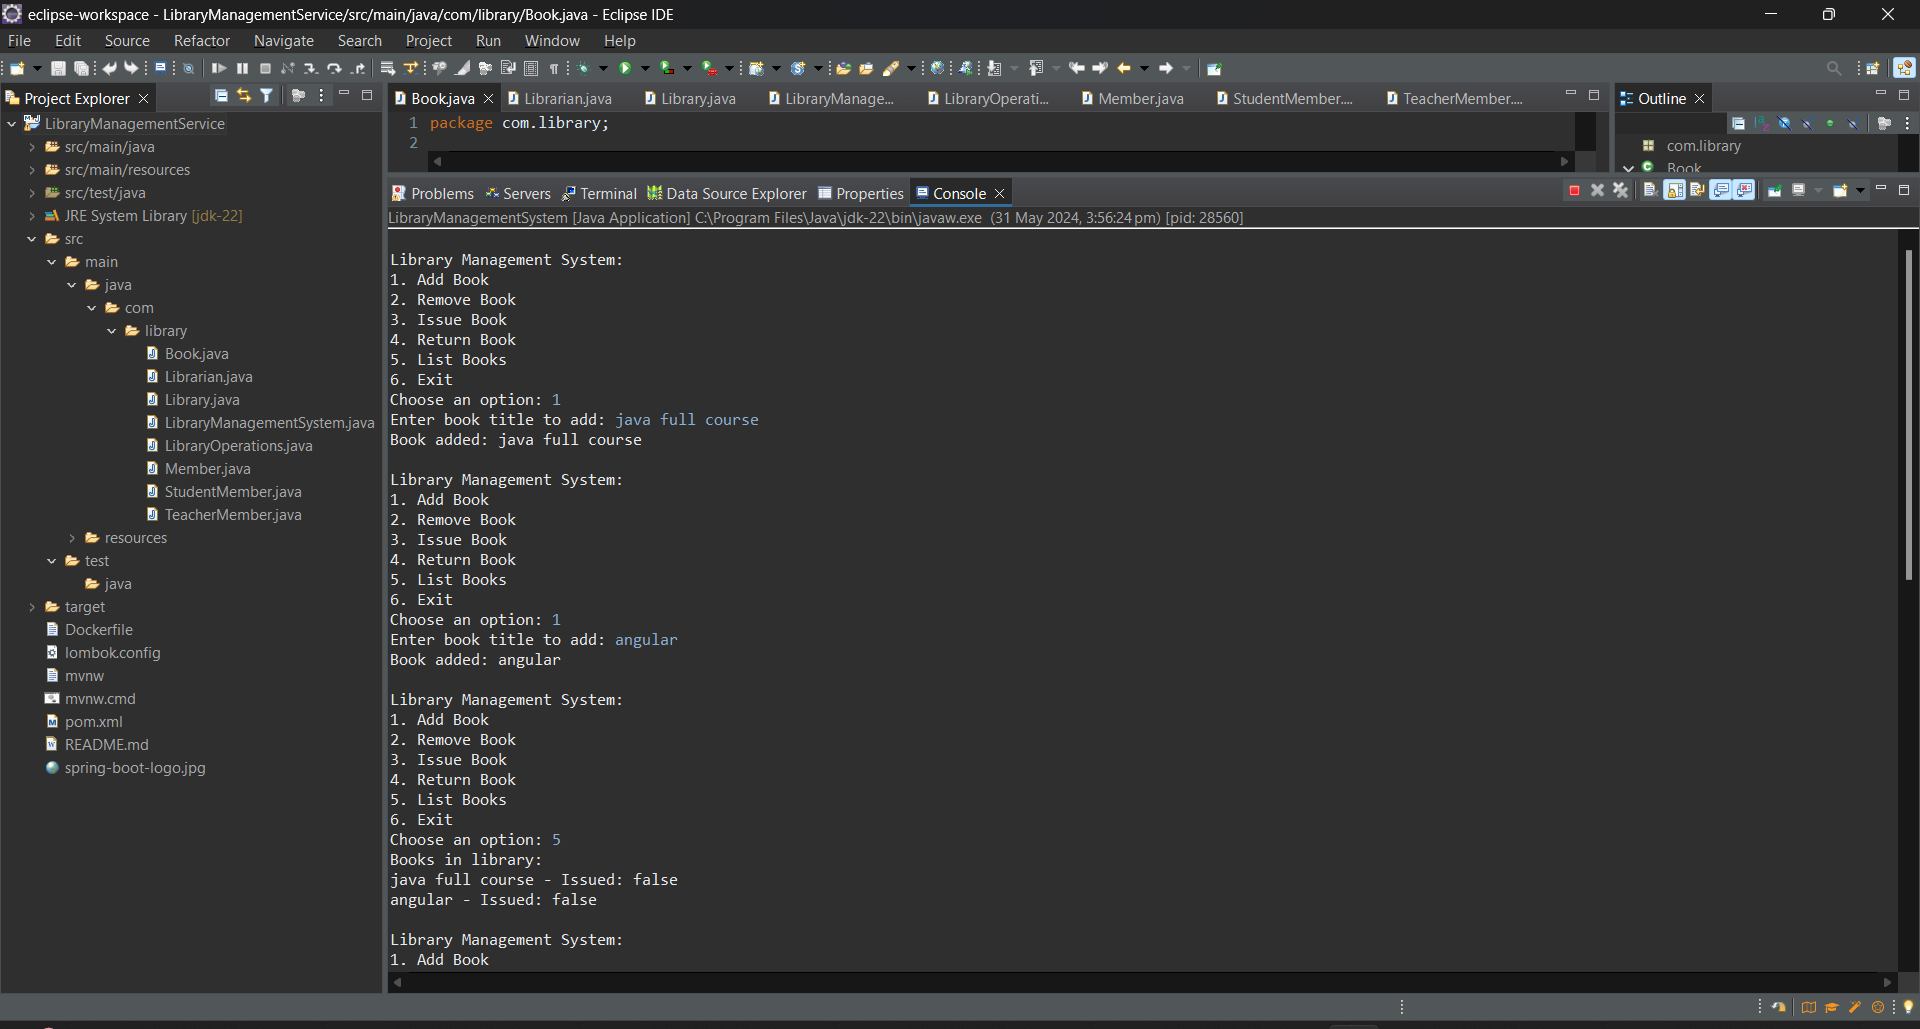 eclipse-workspace - LibraryManagementService/src/main/java/com/library/Book.java - Eclipse IDE
File Edit Source Refactor Navigate Search Project Run Window Help
Project Explorer
LibraryManagementService
src/main/java
src/main/resources
src/test/java
JRE System Library [jdk-22]
src
main
java
com
library
Book.java
Librarian.java
Library.java
LibraryManagementSystem.java
LibraryOperations.java
Member.java
StudentMember.java
TeacherMember.java
resources
test
java
target
Dockerfile
lombok.config
mvnw
mvnw.cmd
pom.xml
README.md
spring-boot-logo.jpg
Book.java Librarian.java Library.java LibraryManage... LibraryOperati... Member.java StudentMember.... TeacherMember....
1 package com.library;
2
Outline
com.library
Book
Problems Servers Terminal Data Source Explorer Properties Console
LibraryManagementSystem [Java Application] C:\Program Files\Java\jdk-22\bin\javaw.exe (31 May 2024, 3:56:24 pm) [pid: 28560]
Library Management System:
1. Add Book
2. Remove Book
3. Issue Book
4. Return Book
5. List Books
6. Exit
Choose an option: 1
Enter book title to add: java full course
Book added: java full course
Library Management System:
1. Add Book
2. Remove Book
3. Issue Book
4. Return Book
5. List Books
6. Exit
Choose an option: 1
Enter book title to add: angular
Book added: angular
Library Management System:
1. Add Book
2. Remove Book
3. Issue Book
4. Return Book
5. List Books
6. Exit
Choose an option: 5
Books in library:
java full course - Issued: false
angular - Issued: false
Library Management System:
1. Add Book